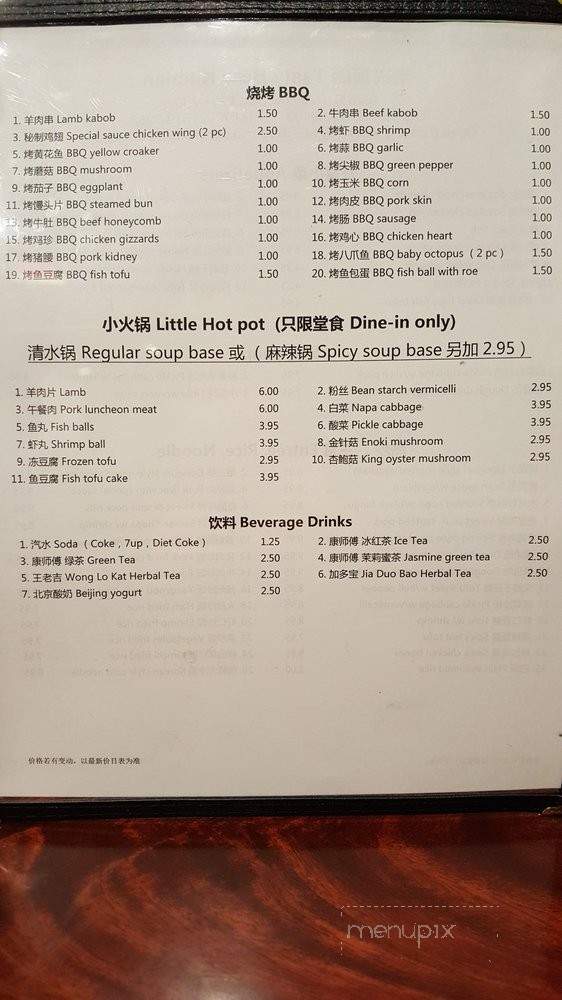 烧烤 BBQ
1. 羊肉串 Lamb kabob 1.50 2. 牛肉串 Beef kabob 1.50
3. 秘制鸡翅 Special sauce chicken wing (2 pc) 2.50 4. 烤虾 BBQ shrimp 1.00
5. 烤黄花鱼 BBQ yellow croaker 1.00 6. 烤蒜 BBQ garlic 1.00
7. 烤蘑菇 BBQ mushroom 1.00 8. 烤尖椒 BBQ green pepper 1.00
9. 烤茄子 BBQ eggplant 1.00 10. 烤玉米 BBQ corn 1.00
11. 烤馒头片 BBQ steamed bun 1.00 12. 烤肉皮 BBQ pork skin 1.00
13. 烤牛肚 BBQ beef honeycomb 1.00 14. 烤肠 BBQ sausage 1.00
15. 烤鸡珍 BBQ chicken gizzards 1.00 16. 烤鸡心 BBQ chicken heart 1.00
17. 烤猪腰 BBQ pork kidney 1.00 18. 烤八爪鱼 BBQ baby octopus ( 2 pc ) 1.50
19. 烤鱼豆腐 BBQ fish tofu 1.50 20. 烤鱼包蛋 BBQ fish ball with roe 1.50
小火锅 Little Hot pot (只限堂食 Dine-in only)
清水锅 Regular soup base 或 ( 麻辣锅 Spicy soup base 另加 2.95 )
1. 羊肉片 Lamb 6.00 2. 粉丝 Bean starch vermicelli 2.95
3. 午餐肉 Pork luncheon meat 6.00 4. 白菜 Napa cabbage 3.95
5. 鱼丸 Fish balls 3.95 6. 酸菜 Pickle cabbage 3.95
7. 虾丸 Shrimp ball 3.95 8. 金针菇 Enoki mushroom 2.95
9. 冻豆腐 Frozen tofu 2.95 10. 杏鲍菇 King oyster mushroom 2.95
11. 鱼豆腐 Fish tofu cake 3.95
饮料 Beverage Drinks
1. 汽水 Soda ( Coke , 7up , Diet Coke ) 1.25 2. 康师傅 冰红茶 Ice Tea 2.50
3. 康师傅 绿茶 Green Tea 2.50 4. 康师傅 茉莉蜜茶 Jasmine green tea 2.50
5. 王老吉 Wong Lo Kat Herbal Tea 2.50 6. 加多宝 Jia Duo Bao Herbal Tea 2.50
7. 北京酸奶 Beijing yogurt 2.50
价格若有变动，以最新价目表为准
menupix